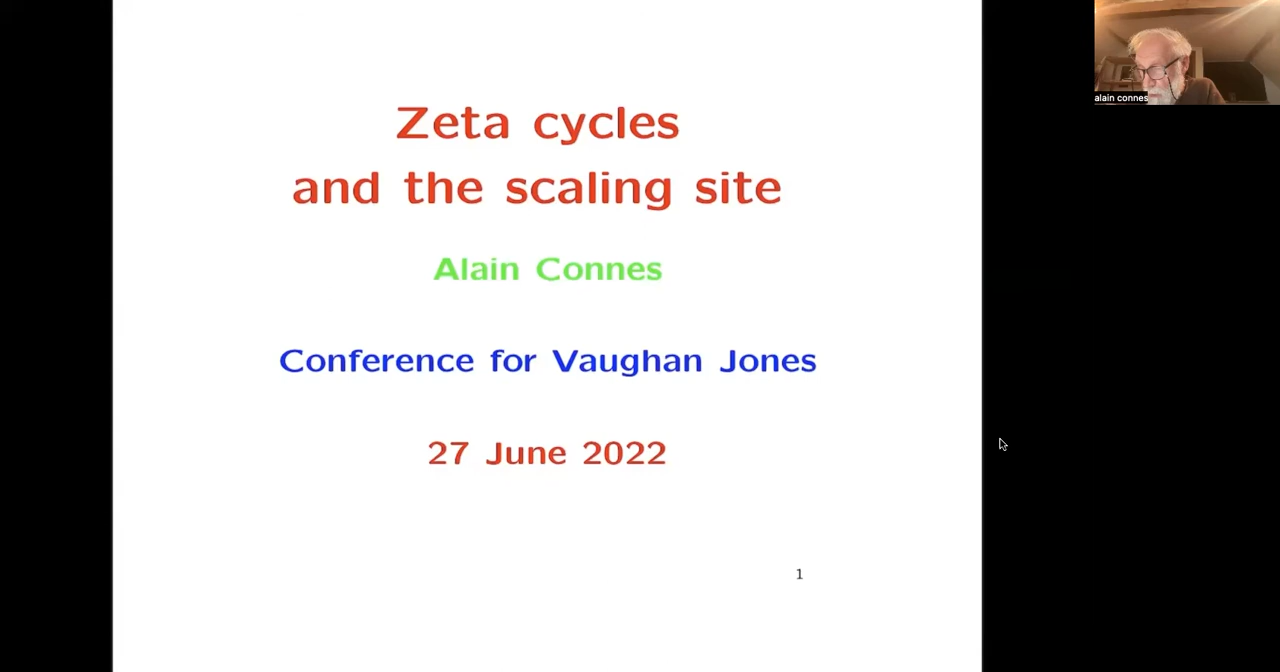 alain connes
Zeta cycles
and the scaling site
Alain Connes
Conference for Vaughan Jones
27 June 2022
1